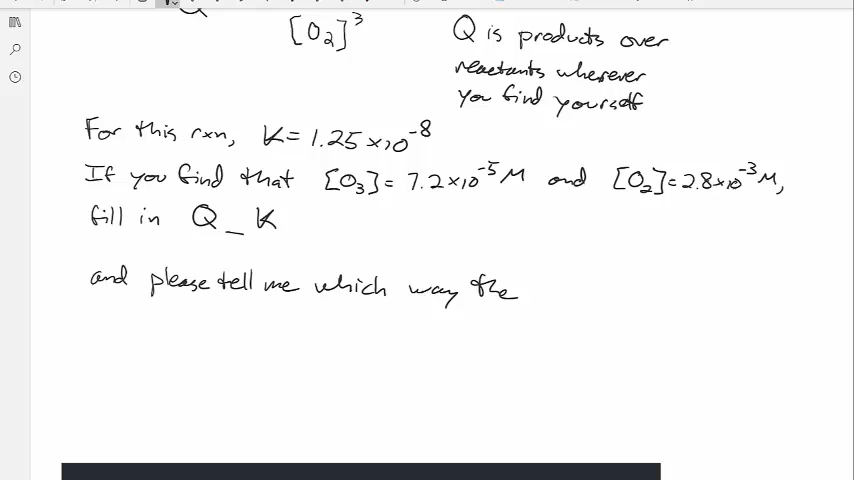 [O₂]³
Q is products over
reactants wherever
you find yourself
For this rxn, K = 1.25×10⁻⁸
If you find that [O₃] = 7.2×10⁻⁵ M and [O₂] = 2.8×10⁻³ M,
fill in Q _ K
and please tell me which way the